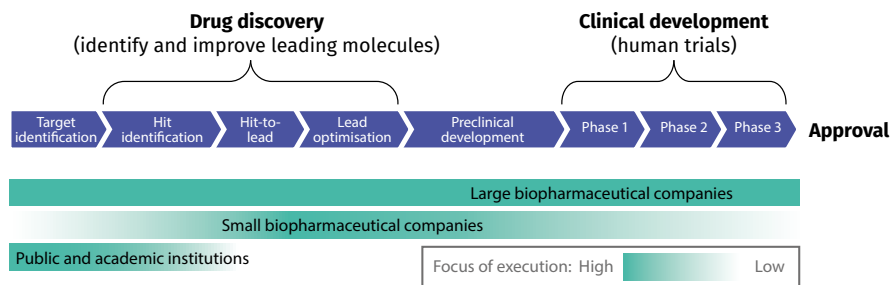 Drug discovery
(identify and improve leading molecules)
Clinical development
(human trials)
Target
identification
Hit
identification
Hit-to-
lead
Lead
optimisation
Preclinical
development
Phase 1
Phase 2
Phase 3
Approval
Large biopharmaceutical companies
Small biopharmaceutical companies
Public and academic institutions
Focus of execution: High
Low